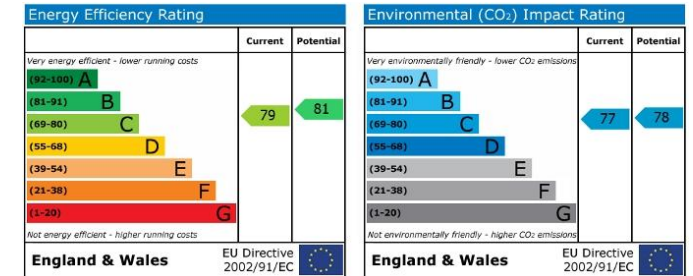 Energy Efficiency Rating
Current Potential
Very energy efficient - lower running costs
(92-100) A
(81-91) B
(69-80) C
(55-68) D
(39-54) E
(21-38) F
(1-20) G
79
81
Not energy efficient - higher running costs
England & Wales
EU Directive
2002/91/EC
Environmental (CO₂) Impact Rating
Current Potential
Very environmentally friendly - lower CO₂ emissions
(92-100) A
(81-91) B
(69-80) C
(55-68) D
(39-54) E
(21-38) F
(1-20) G
77
78
Not environmentally friendly - higher CO₂ emissions
England & Wales
EU Directive
2002/91/EC